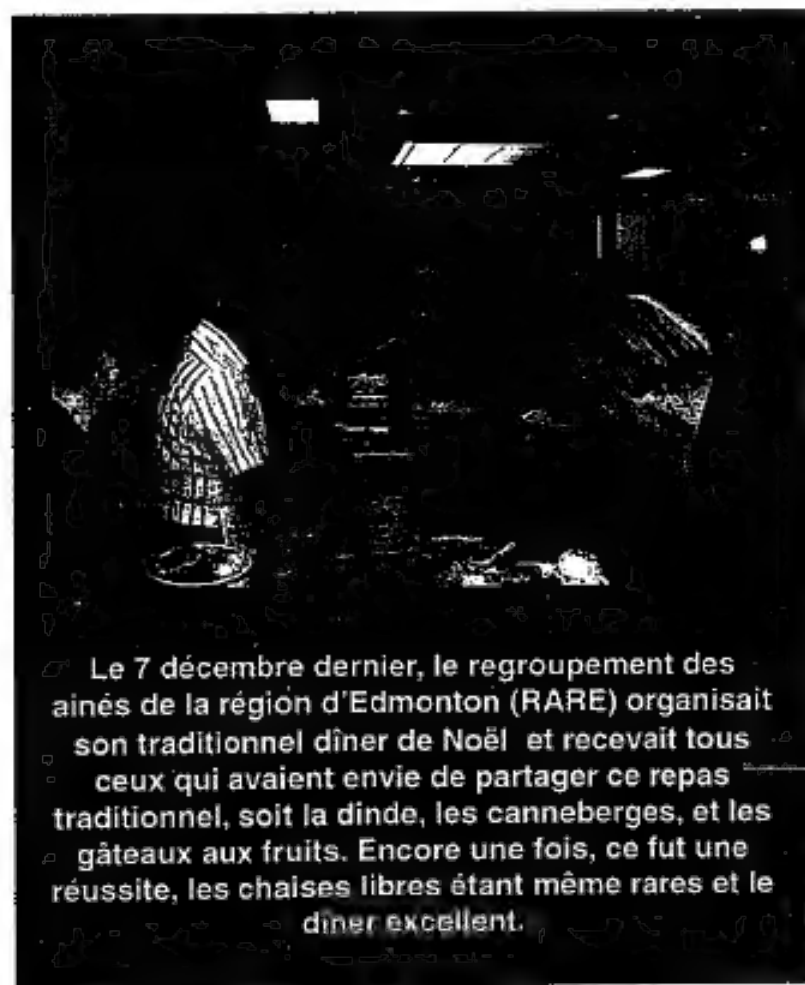 Le 7 décembre dernier, le regroupement des
ainés de la région d'Edmonton (RARE) organisait
son traditionnel dîner de Noël et recevait tous
ceux qui avaient envie de partager ce repas
traditionnel, soit la dinde, les canneberges, et les
gâteaux aux fruits. Encore une fois, ce fut une
réussite, les chaises libres étant même rares et le
dîner excellent.